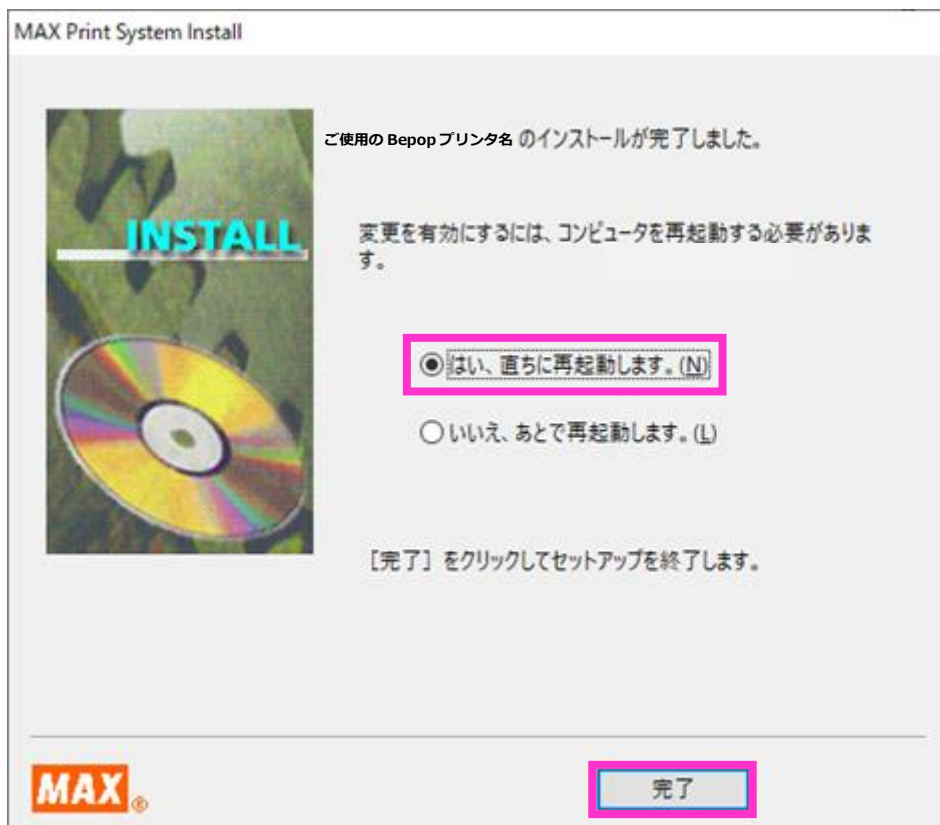 MAX Print System Install
ご使用の Bepop プリンタ名 のインストールが完了しました。
INSTALL
変更を有効にするには、コンピュータを再起動する必要がありま
す。
はい、直ちに再起動します。(N)
いいえ、あとで再起動します。(L)
[完了] をクリックしてセットアップを終了します。
MAX®
完了